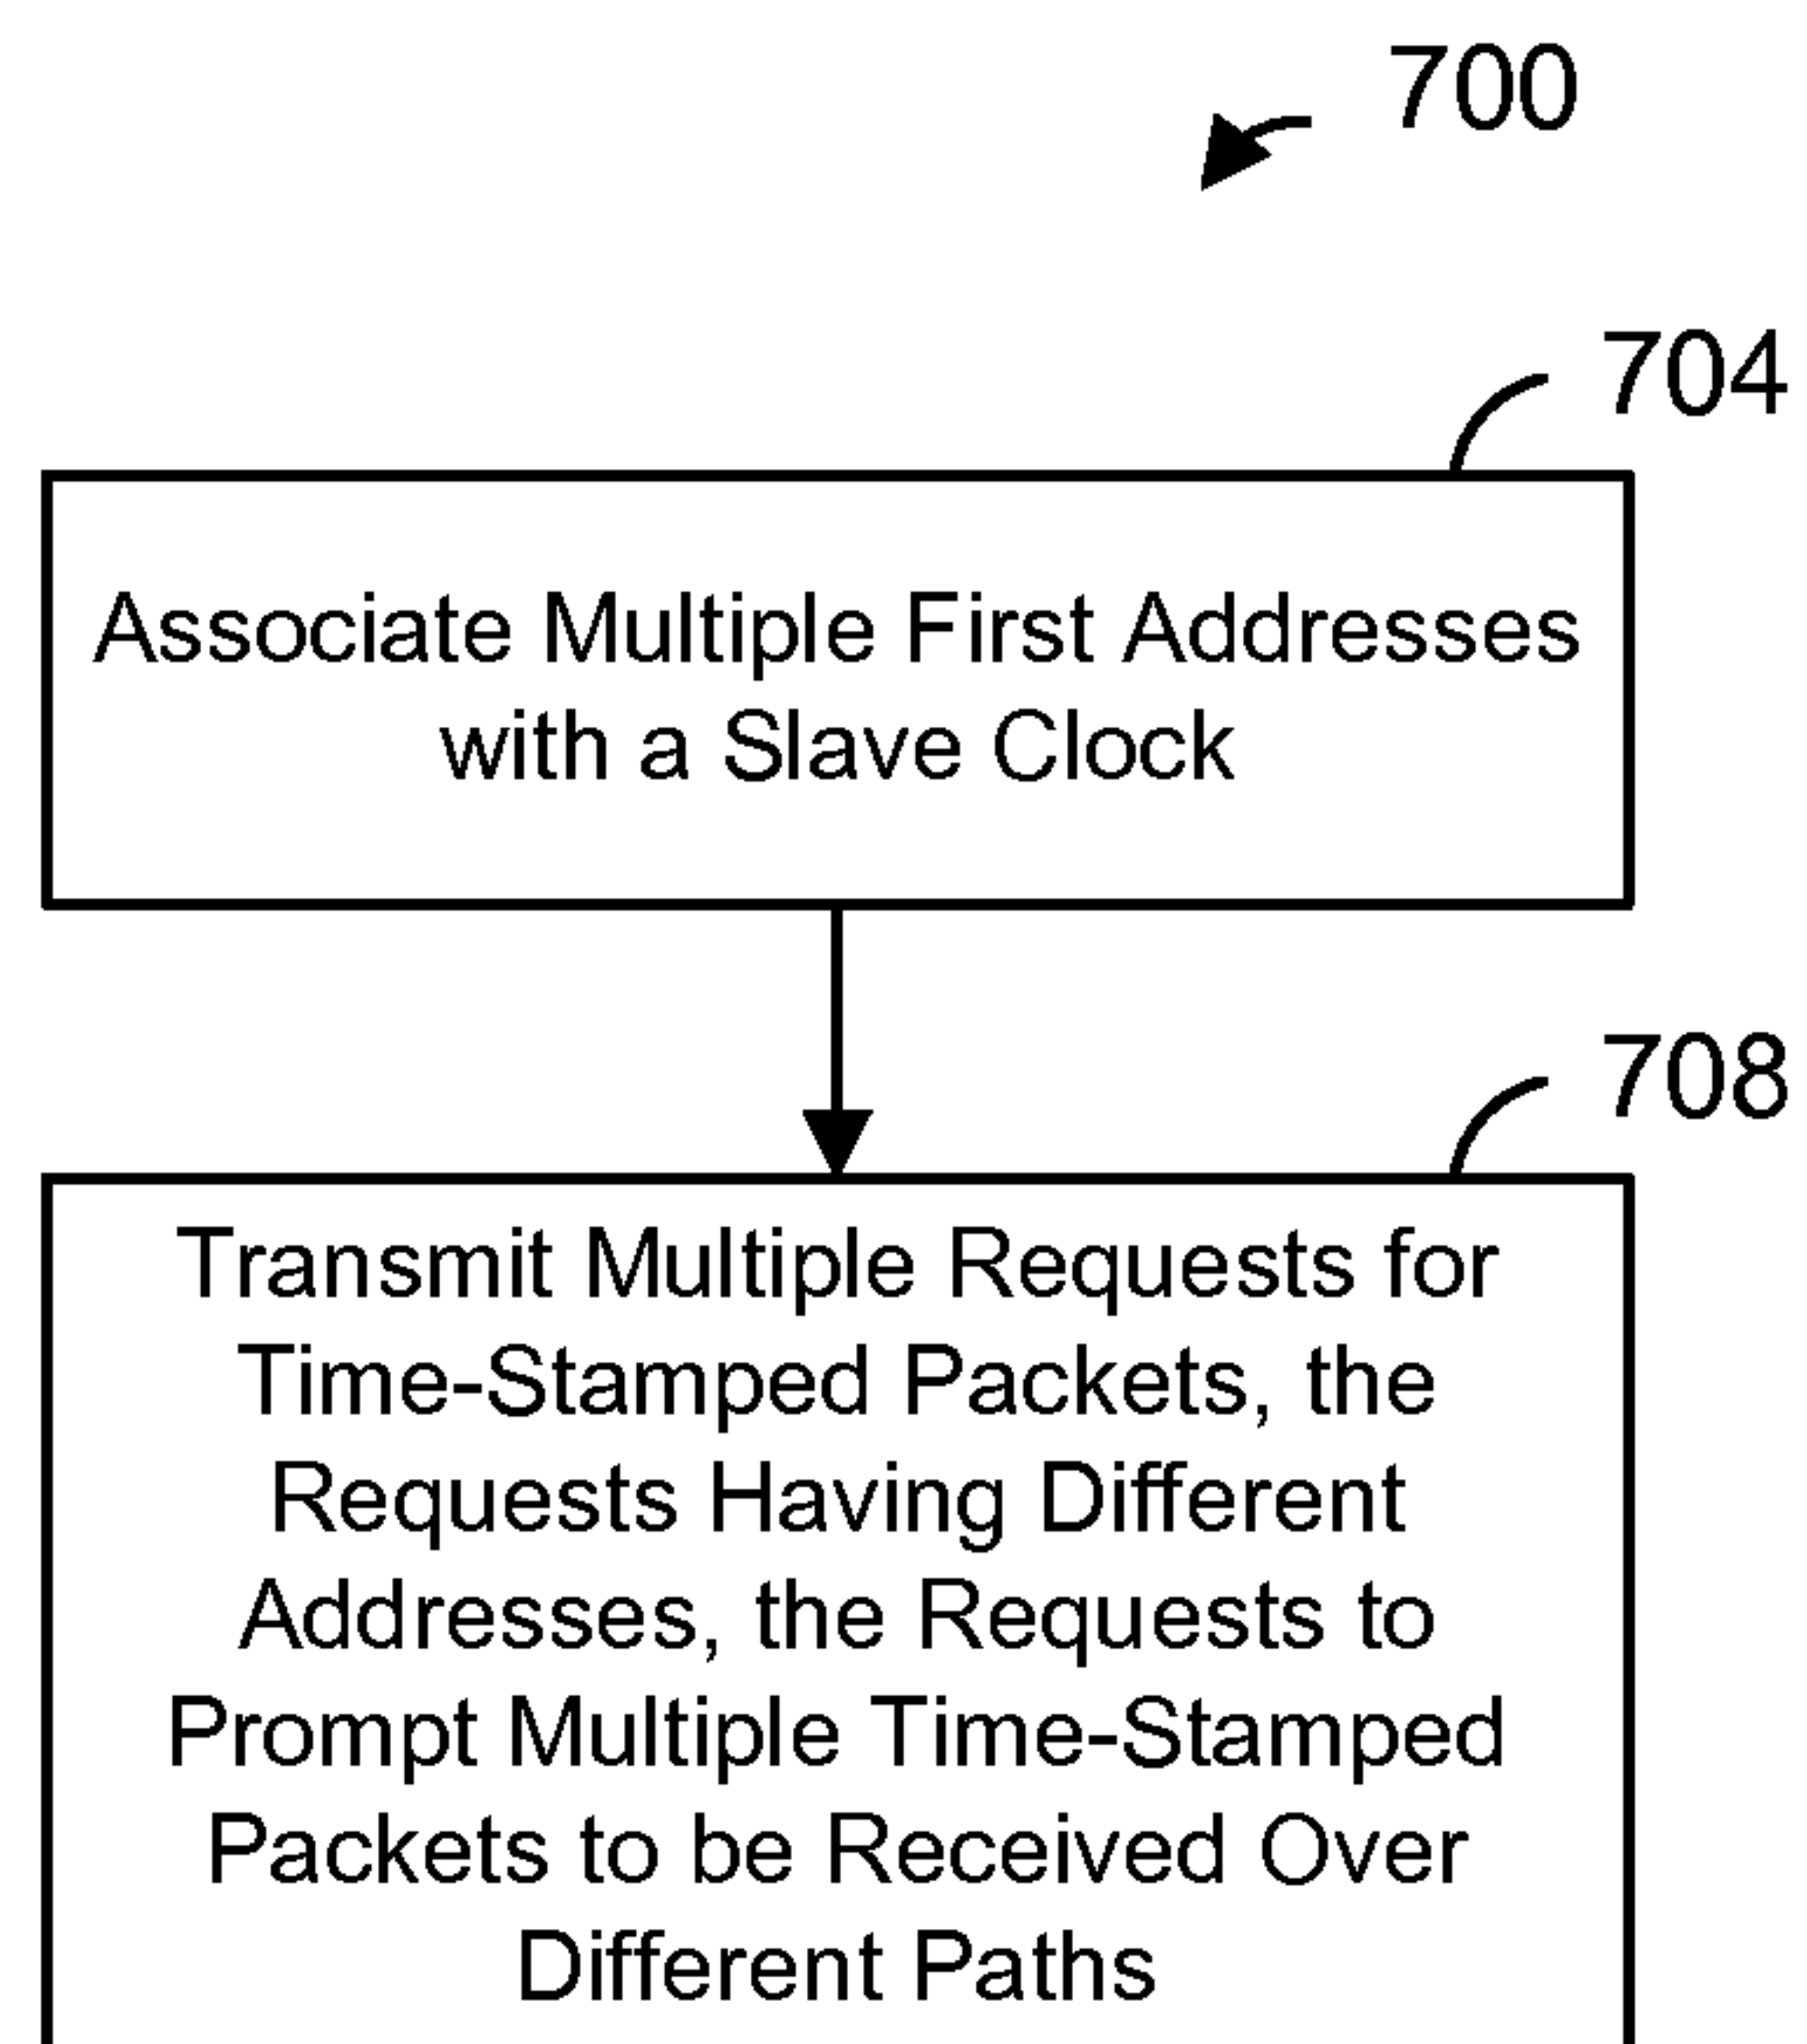 700
704
Associate Multiple First Addresses
with a Slave Clock
708
Transmit Multiple Requests for
Time-Stamped Packets, the
Requests Having Different
Addresses, the Requests to
Prompt Multiple Time-Stamped
Packets to be Received Over
Different Paths